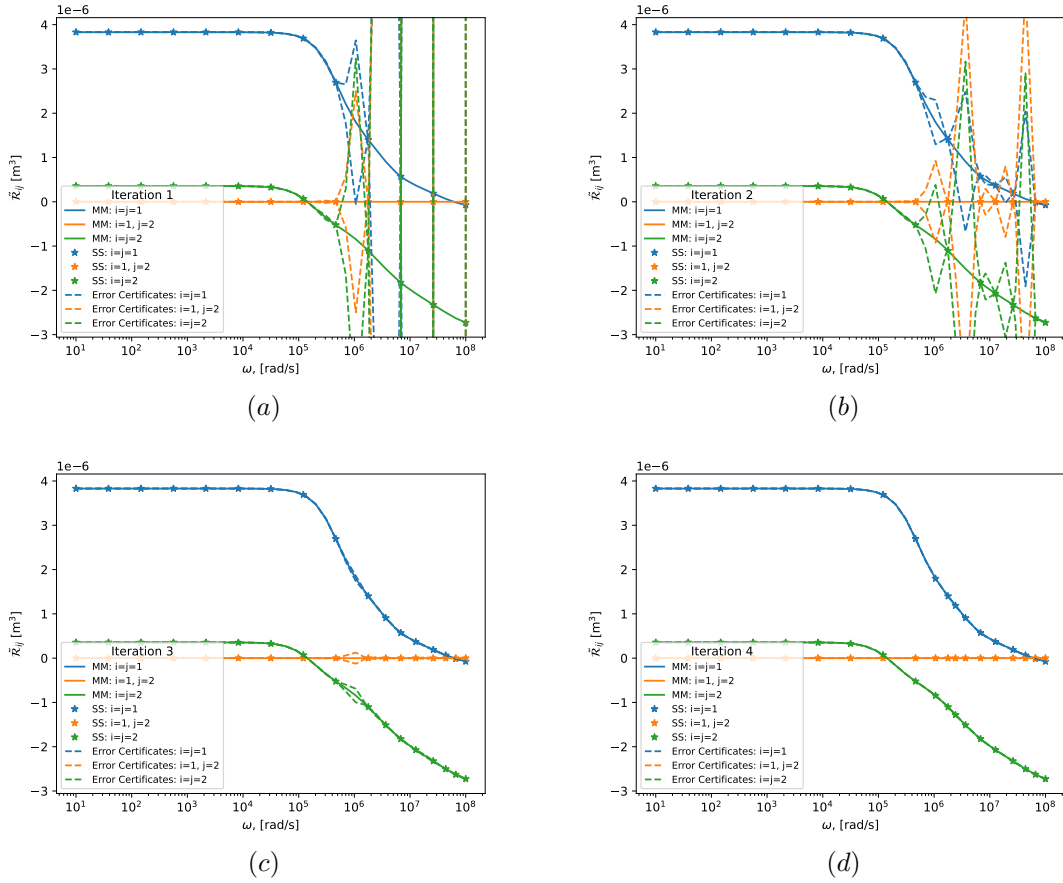 1e−6
4
3
2
1
0
−1
−2
−3
R̃ij [m³]
Iteration 1
MM: i=j=1
MM: i=1, j=2
MM: i=j=2
SS: i=j=1
SS: i=1, j=2
SS: i=j=2
Error Certificates: i=j=1
Error Certificates: i=1, j=2
Error Certificates: i=j=2
10¹ 10² 10³ 10⁴ 10⁵ 10⁶ 10⁷ 10⁸
ω, [rad/s]
(a)
1e−6
4
3
2
1
0
−1
−2
−3
R̃ij [m³]
Iteration 2
MM: i=j=1
MM: i=1, j=2
MM: i=j=2
SS: i=j=1
SS: i=1, j=2
SS: i=j=2
Error Certificates: i=j=1
Error Certificates: i=1, j=2
Error Certificates: i=j=2
10¹ 10² 10³ 10⁴ 10⁵ 10⁶ 10⁷ 10⁸
ω, [rad/s]
(b)
1e−6
4
3
2
1
0
−1
−2
−3
R̃ij [m³]
Iteration 3
MM: i=j=1
MM: i=1, j=2
MM: i=j=2
SS: i=j=1
SS: i=1, j=2
SS: i=j=2
Error Certificates: i=j=1
Error Certificates: i=1, j=2
Error Certificates: i=j=2
10¹ 10² 10³ 10⁴ 10⁵ 10⁶ 10⁷ 10⁸
ω, [rad/s]
(c)
1e−6
4
3
2
1
0
−1
−2
−3
R̃ij [m³]
Iteration 4
MM: i=j=1
MM: i=1, j=2
MM: i=j=2
SS: i=j=1
SS: i=1, j=2
SS: i=j=2
Error Certificates: i=j=1
Error Certificates: i=1, j=2
Error Certificates: i=j=2
10¹ 10² 10³ 10⁴ 10⁵ 10⁶ 10⁷ 10⁸
ω, [rad/s]
(d)